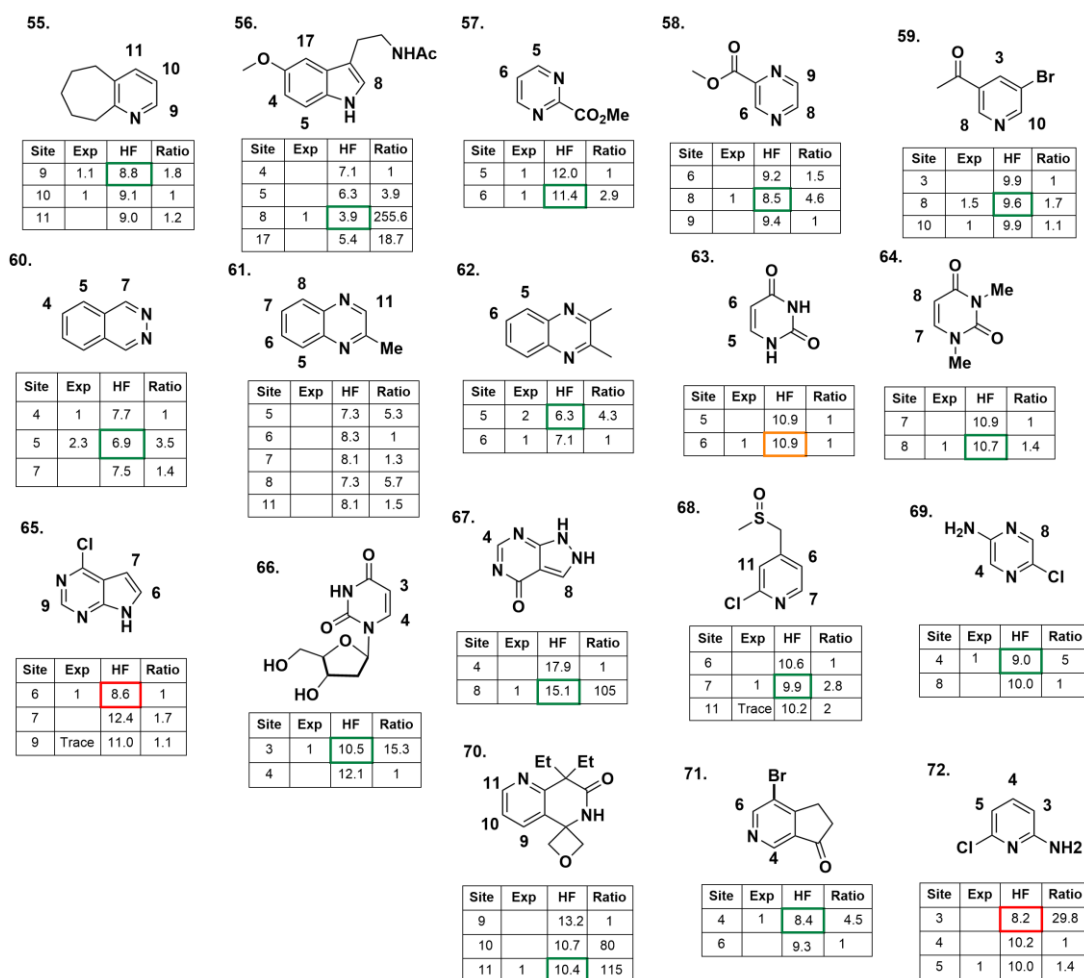 55.
11
10
N
9
Site Exp HF Ratio
9 1.1 8.8 1.8
10 1 9.1 1
11 9.0 1.2
56.
17
NHAc
O
8
4
N
H
5
Site Exp HF Ratio
4 7.1 1
5 6.3 3.9
8 1 3.9 255.6
17 5.4 18.7
57.
5
6
N
N
CO2Me
Site Exp HF Ratio
5 1 12.0 1
6 1 11.4 2.9
58.
O
O
N
9
6
N
8
Site Exp HF Ratio
6 9.2 1.5
8 1 8.5 4.6
9 9.4 1
59.
O
3
Br
8
N
10
Site Exp HF Ratio
3 9.9 1
8 1.5 9.6 1.7
10 1 9.9 1.1
60.
5
7
4
N
N
Site Exp HF Ratio
4 1 7.7 1
5 2.3 6.9 3.5
7 7.5 1.4
61.
8
7
N
11
6
N
Me
5
Site Exp HF Ratio
5 7.3 5.3
6 8.3 1
7 8.1 1.3
8 7.3 5.7
11 8.1 1.5
62.
5
6
N
N
Site Exp HF Ratio
5 2 6.3 4.3
6 1 7.1 1
63.
O
6
NH
5
N
H
O
Site Exp HF Ratio
5 10.9 1
6 1 10.9 1
64.
O
8
N
Me
7
N
O
Me
Site Exp HF Ratio
7 10.9 1
8 1 10.7 1.4
65.
Cl
7
N
6
9
N
N
H
Site Exp HF Ratio
6 1 8.6 1
7 12.4 1.7
9 Trace 11.0 1.1
66.
O
HN
3
O
N
4
O
HO
HO
Site Exp HF Ratio
3 1 10.5 15.3
4 12.1 1
67.
H
4
N
N
NH
N
O
8
Site Exp HF Ratio
4 17.9 1
8 1 15.1 105
68.
O
S
6
11
Cl
N
7
Site Exp HF Ratio
6 10.6 1
7 1 9.9 2.8
11 Trace 10.2 2
69.
H2N
N
8
4
N
Cl
Site Exp HF Ratio
4 1 9.0 5
8 10.0 1
70.
Et
Et
11
N
O
10
NH
9
O
Site Exp HF Ratio
9 13.2 1
10 10.7 80
11 1 10.4 115
71.
Br
6
N
4
O
Site Exp HF Ratio
4 1 8.4 4.5
6 9.3 1
72.
4
5
3
Cl
N
NH2
Site Exp HF Ratio
3 8.2 29.8
4 10.2 1
5 1 10.0 1.4